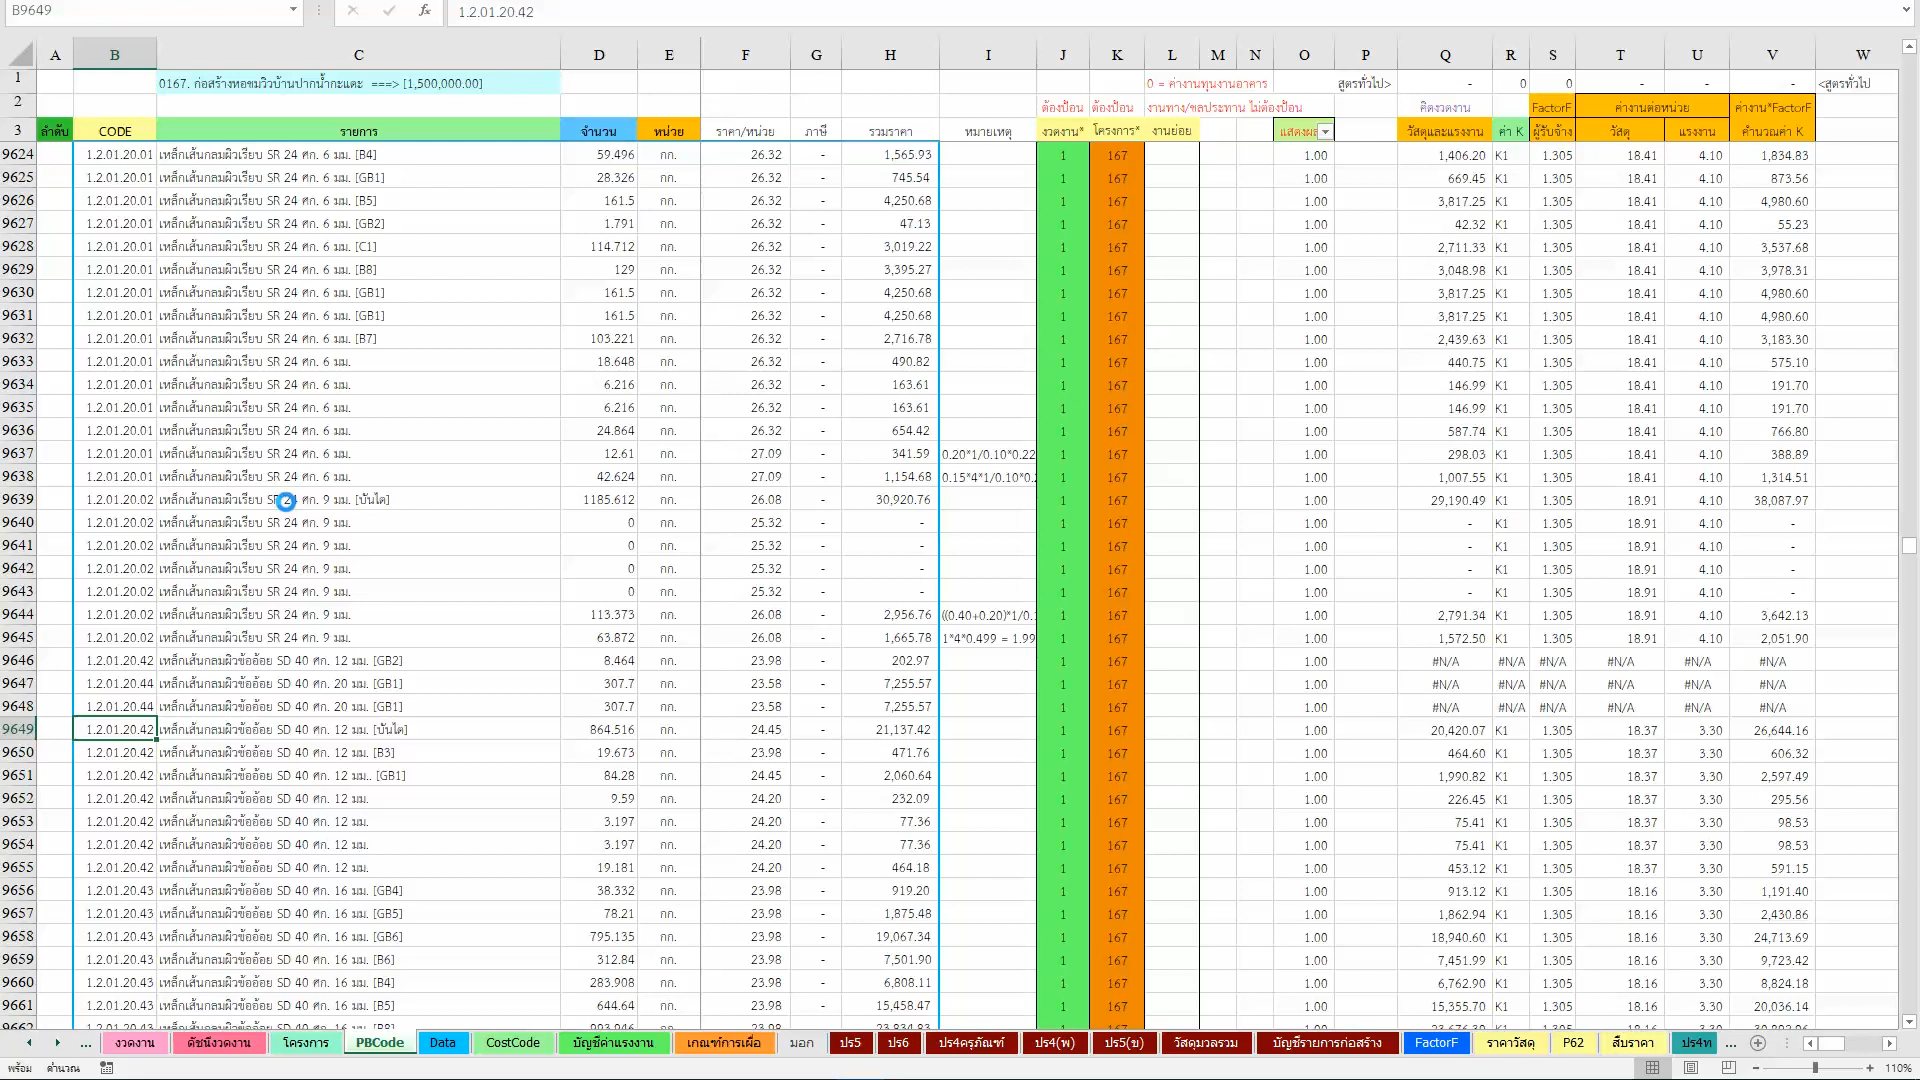 B9649 1.2.01.20.42
A B C D E F G H I J K L M N O P Q R S T U V W
1 0167. ก่อสร้างหอชมวิวบ้านปากน้ำกะแดะ ===> [1,500,000.00] 0 = ค่างานทุนงานอาคาร สูตรทั่วไป> - 0 0 - - - <สูตรทั่วไป
2 ต้องป้อน ต้องป้อน งานทาง/ชลประทาน ไม่ต้องป้อน คิดงวดงาน FactorF ค่างานต่อหน่วย ค่างาน*FactorF
3 ลำดับ CODE รายการ จำนวน หน่วย ราคา/หน่วย ภาษี รวมราคา หมายเหตุ งวดงาน* โครงการ* งานย่อย แสดงผล วัสดุและแรงงาน ค่า K ผู้รับจ้าง วัสดุ แรงงาน คำนวณค่า K
9624 1.2.01.20.01 เหล็กเส้นกลมผิวเรียบ SR 24 ศก. 6 มม. [B4] 59.496 กก. 26.32 - 1,565.93 1 167 1.00 1,406.20 K1 1.305 18.41 4.10 1,834.83
9625 1.2.01.20.01 เหล็กเส้นกลมผิวเรียบ SR 24 ศก. 6 มม. [GB1] 28.326 กก. 26.32 - 745.54 1 167 1.00 669.45 K1 1.305 18.41 4.10 873.56
9626 1.2.01.20.01 เหล็กเส้นกลมผิวเรียบ SR 24 ศก. 6 มม. [B5] 161.5 กก. 26.32 - 4,250.68 1 167 1.00 3,817.25 K1 1.305 18.41 4.10 4,980.60
9627 1.2.01.20.01 เหล็กเส้นกลมผิวเรียบ SR 24 ศก. 6 มม. [GB2] 1.791 กก. 26.32 - 47.13 1 167 1.00 42.32 K1 1.305 18.41 4.10 55.23
9628 1.2.01.20.01 เหล็กเส้นกลมผิวเรียบ SR 24 ศก. 6 มม. [C1] 114.712 กก. 26.32 - 3,019.22 1 167 1.00 2,711.33 K1 1.305 18.41 4.10 3,537.68
9629 1.2.01.20.01 เหล็กเส้นกลมผิวเรียบ SR 24 ศก. 6 มม. [B8] 129 กก. 26.32 - 3,395.27 1 167 1.00 3,048.98 K1 1.305 18.41 4.10 3,978.31
9630 1.2.01.20.01 เหล็กเส้นกลมผิวเรียบ SR 24 ศก. 6 มม. [GB1] 161.5 กก. 26.32 - 4,250.68 1 167 1.00 3,817.25 K1 1.305 18.41 4.10 4,980.60
9631 1.2.01.20.01 เหล็กเส้นกลมผิวเรียบ SR 24 ศก. 6 มม. [GB1] 161.5 กก. 26.32 - 4,250.68 1 167 1.00 3,817.25 K1 1.305 18.41 4.10 4,980.60
9632 1.2.01.20.01 เหล็กเส้นกลมผิวเรียบ SR 24 ศก. 6 มม. [B7] 103.221 กก. 26.32 - 2,716.78 1 167 1.00 2,439.63 K1 1.305 18.41 4.10 3,183.30
9633 1.2.01.20.01 เหล็กเส้นกลมผิวเรียบ SR 24 ศก. 6 มม. 18.648 กก. 26.32 - 490.82 1 167 1.00 440.75 K1 1.305 18.41 4.10 575.10
9634 1.2.01.20.01 เหล็กเส้นกลมผิวเรียบ SR 24 ศก. 6 มม. 6.216 กก. 26.32 - 163.61 1 167 1.00 146.99 K1 1.305 18.41 4.10 191.70
9635 1.2.01.20.01 เหล็กเส้นกลมผิวเรียบ SR 24 ศก. 6 มม. 6.216 กก. 26.32 - 163.61 1 167 1.00 146.99 K1 1.305 18.41 4.10 191.70
9636 1.2.01.20.01 เหล็กเส้นกลมผิวเรียบ SR 24 ศก. 6 มม. 24.864 กก. 26.32 - 654.42 1 167 1.00 587.74 K1 1.305 18.41 4.10 766.80
9637 1.2.01.20.01 เหล็กเส้นกลมผิวเรียบ SR 24 ศก. 6 มม. 12.61 กก. 27.09 - 341.59 0.20*1/0.10*0.22 1 167 1.00 298.03 K1 1.305 18.41 4.10 388.89
9638 1.2.01.20.01 เหล็กเส้นกลมผิวเรียบ SR 24 ศก. 6 มม. 42.624 กก. 27.09 - 1,154.68 0.15*4*1/0.10*0. 1 167 1.00 1,007.55 K1 1.305 18.41 4.10 1,314.51
9639 1.2.01.20.02 เหล็กเส้นกลมผิวเรียบ SR 24 ศก. 9 มม. [บันได] 1185.612 กก. 26.08 - 30,920.76 1 167 1.00 29,190.49 K1 1.305 18.91 4.10 38,087.97
9640 1.2.01.20.02 เหล็กเส้นกลมผิวเรียบ SR 24 ศก. 9 มม. 0 กก. 25.32 - - 1 167 1.00 - K1 1.305 18.91 4.10 -
9641 1.2.01.20.02 เหล็กเส้นกลมผิวเรียบ SR 24 ศก. 9 มม. 0 กก. 25.32 - - 1 167 1.00 - K1 1.305 18.91 4.10 -
9642 1.2.01.20.02 เหล็กเส้นกลมผิวเรียบ SR 24 ศก. 9 มม. 0 กก. 25.32 - - 1 167 1.00 - K1 1.305 18.91 4.10 -
9643 1.2.01.20.02 เหล็กเส้นกลมผิวเรียบ SR 24 ศก. 9 มม. 0 กก. 25.32 - - 1 167 1.00 - K1 1.305 18.91 4.10 -
9644 1.2.01.20.02 เหล็กเส้นกลมผิวเรียบ SR 24 ศก. 9 มม. 113.373 กก. 26.08 - 2,956.76 ((0.40+0.20)*1/0. 1 167 1.00 2,791.34 K1 1.305 18.91 4.10 3,642.13
9645 1.2.01.20.02 เหล็กเส้นกลมผิวเรียบ SR 24 ศก. 9 มม. 63.872 กก. 26.08 - 1,665.78 1*4*0.499 = 1.99 1 167 1.00 1,572.50 K1 1.305 18.91 4.10 2,051.90
9646 1.2.01.20.42 เหล็กเส้นกลมผิวข้ออ้อย SD 40 ศก. 12 มม. [GB2] 8.464 กก. 23.98 - 202.97 1 167 1.00 #N/A #N/A #N/A #N/A #N/A #N/A
9647 1.2.01.20.44 เหล็กเส้นกลมผิวข้ออ้อย SD 40 ศก. 20 มม. [GB1] 307.7 กก. 23.58 - 7,255.57 1 167 1.00 #N/A #N/A #N/A #N/A #N/A #N/A
9648 1.2.01.20.44 เหล็กเส้นกลมผิวข้ออ้อย SD 40 ศก. 20 มม. [GB1] 307.7 กก. 23.58 - 7,255.57 1 167 1.00 #N/A #N/A #N/A #N/A #N/A #N/A
9649 1.2.01.20.42 เหล็กเส้นกลมผิวข้ออ้อย SD 40 ศก. 12 มม. [บันได] 864.516 กก. 24.45 - 21,137.42 1 167 1.00 20,420.07 K1 1.305 18.37 3.30 26,644.16
9650 1.2.01.20.42 เหล็กเส้นกลมผิวข้ออ้อย SD 40 ศก. 12 มม. [B3] 19.673 กก. 23.98 - 471.76 1 167 1.00 464.60 K1 1.305 18.37 3.30 606.32
9651 1.2.01.20.42 เหล็กเส้นกลมผิวข้ออ้อย SD 40 ศก. 12 มม.. [GB1] 84.28 กก. 24.45 - 2,060.64 1 167 1.00 1,990.82 K1 1.305 18.37 3.30 2,597.49
9652 1.2.01.20.42 เหล็กเส้นกลมผิวข้ออ้อย SD 40 ศก. 12 มม. 9.59 กก. 24.20 - 232.09 1 167 1.00 226.45 K1 1.305 18.37 3.30 295.56
9653 1.2.01.20.42 เหล็กเส้นกลมผิวข้ออ้อย SD 40 ศก. 12 มม. 3.197 กก. 24.20 - 77.36 1 167 1.00 75.41 K1 1.305 18.37 3.30 98.53
9654 1.2.01.20.42 เหล็กเส้นกลมผิวข้ออ้อย SD 40 ศก. 12 มม. 3.197 กก. 24.20 - 77.36 1 167 1.00 75.41 K1 1.305 18.37 3.30 98.53
9655 1.2.01.20.42 เหล็กเส้นกลมผิวข้ออ้อย SD 40 ศก. 12 มม. 19.181 กก. 24.20 - 464.18 1 167 1.00 453.12 K1 1.305 18.37 3.30 591.15
9656 1.2.01.20.43 เหล็กเส้นกลมผิวข้ออ้อย SD 40 ศก. 16 มม. [GB4] 38.332 กก. 23.98 - 919.20 1 167 1.00 913.12 K1 1.305 18.16 3.30 1,191.40
9657 1.2.01.20.43 เหล็กเส้นกลมผิวข้ออ้อย SD 40 ศก. 16 มม. [GB5] 78.21 กก. 23.98 - 1,875.48 1 167 1.00 1,862.94 K1 1.305 18.16 3.30 2,430.86
9658 1.2.01.20.43 เหล็กเส้นกลมผิวข้ออ้อย SD 40 ศก. 16 มม. [GB6] 795.135 กก. 23.98 - 19,067.34 1 167 1.00 18,940.60 K1 1.305 18.16 3.30 24,713.69
9659 1.2.01.20.43 เหล็กเส้นกลมผิวข้ออ้อย SD 40 ศก. 16 มม. [B6] 312.84 กก. 23.98 - 7,501.90 1 167 1.00 7,451.99 K1 1.305 18.16 3.30 9,723.42
9660 1.2.01.20.43 เหล็กเส้นกลมผิวข้ออ้อย SD 40 ศก. 16 มม. [B4] 283.908 กก. 23.98 - 6,808.11 1 167 1.00 6,762.90 K1 1.305 18.16 3.30 8,824.18
9661 1.2.01.20.43 เหล็กเส้นกลมผิวข้ออ้อย SD 40 ศก. 16 มม. [B5] 644.64 กก. 23.98 - 15,458.47 1 167 1.00 15,355.70 K1 1.305 18.16 3.30 20,036.14
... งวดงาน ดัชนีงวดงาน โครงการ PBCode Data CostCode บัญชีค่าแรงงาน เกณฑ์การเผื่อ มอก ปร5 ปร6 ปร4ครุภัณฑ์ ปร4(พ) ปร5(ข) วัสดุมวลรวม บัญชีรายการก่อสร้าง FactorF ราคาวัสดุ P62 สืบราคา ปร4ท ...
พร้อม คำนวณ 110%